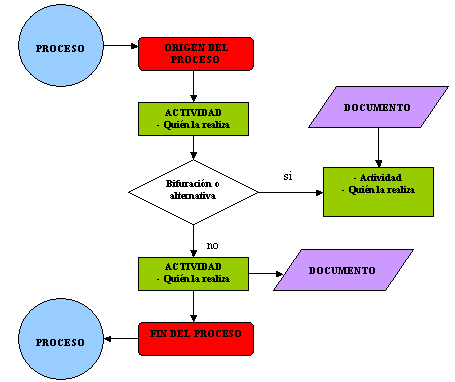 PROCESO
ORIGEN DEL
PROCESO
ACTIVIDAD
- Quién la realiza
DOCUMENTO
Bifuración o
alternativa
si
- Actividad
- Quién la realiza
no
ACTIVIDAD
- Quién la realiza
DOCUMENTO
FIN DEL PROCESO
PROCESO